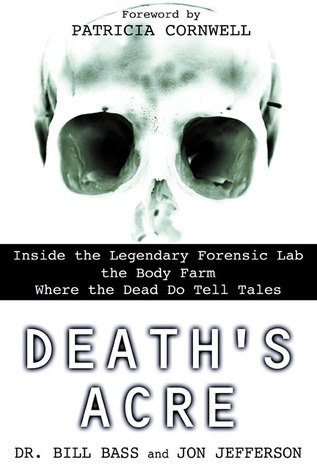 Foreword by
PATRICIA CORNWELL
Inside the Legendary Forensic Lab
the Body Farm
Where the Dead Do Tell Tales
DEATH'S
ACRE
DR. BILL BASS and JON JEFFERSON